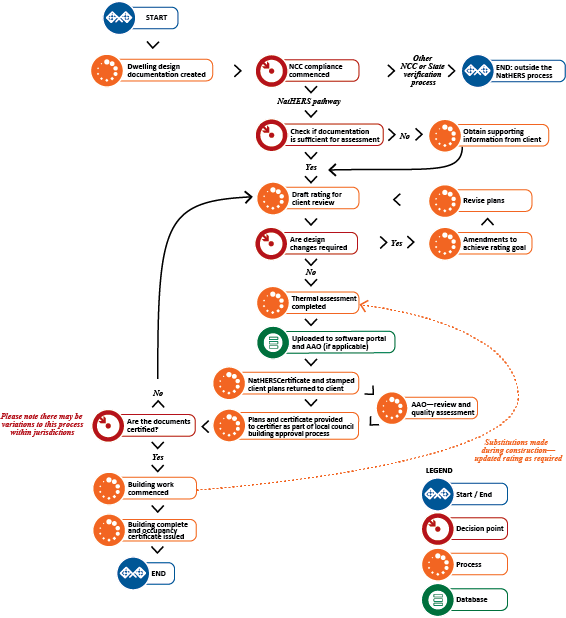 START
Dwelling design
documentation created
NCC compliance
commenced
Other
NCC or State
verification
process
END: outside the
NatHERS process
NatHERS pathway
Check if documentation
is sufficient for assessment
No
Obtain supporting
information from client
Yes
Draft rating for
client review
Revise plans
Are design
changes required
Yes
Amendments to
achieve rating goal
No
Thermal assessment
completed
Uploaded to software portal
and AAO (if applicable)
NatHERSCertificate and stamped
client plans returned to client
AAO—review and
quality assessment
No
Please note there may be
variations to this process
within jurisdictions
Are the documents
certified?
Plans and certificate provided
to certifier as part of local council
building approval process
Substitutions made
during construction—
updated rating as required
Yes
Building work
commenced
Building complete
and occupancy
certificate issued
END
LEGEND
Start / End
Decision point
Process
Database